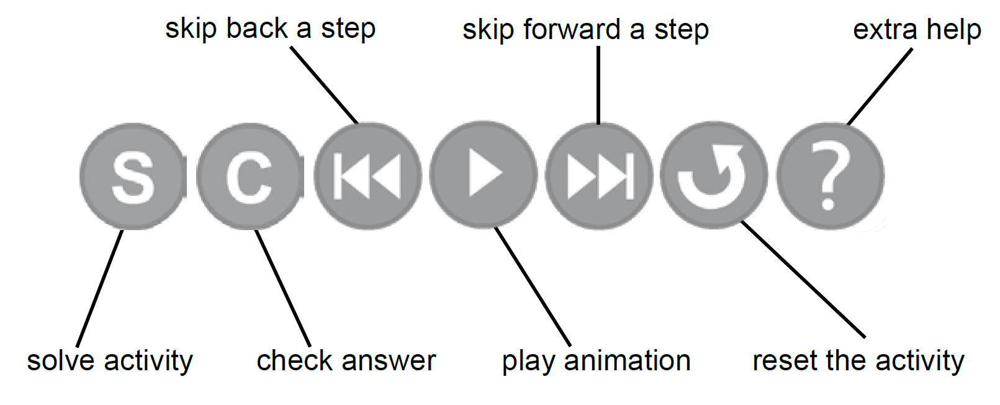 skip back a step
skip forward a step
extra help
S
C
?
solve activity
check answer
play animation
reset the activity